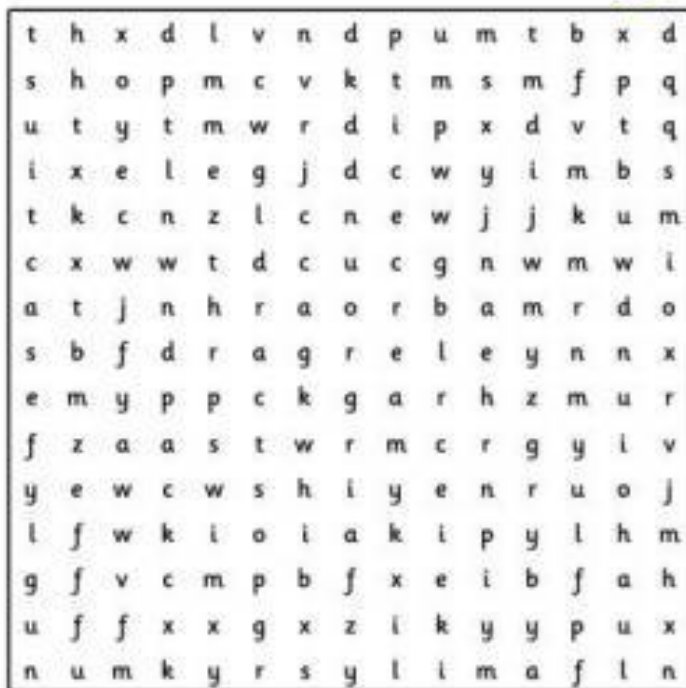 t h x d l v n d p u m t b x d
s h o p m c v k t m s m f p q
u t y t m w r d i p x d v t q
i x e l e g j d c w y i m b s
t k c n z l c n e w j j k u m
c x w w t d c u c g n w m w i
a t j n h r a o r b a m r d o
s b f d r a g r e l e y n n x
e m y p p c k g a r h z m u r
f z a a s t w r m c r g y i v
y e w c w s h i y e n r u o j
l f w k i o i a k i p y l h m
g f v c m p b f x e i b f a h
u f f x x g x z i k y y p u x
n u m k y r s y l i m a f l n